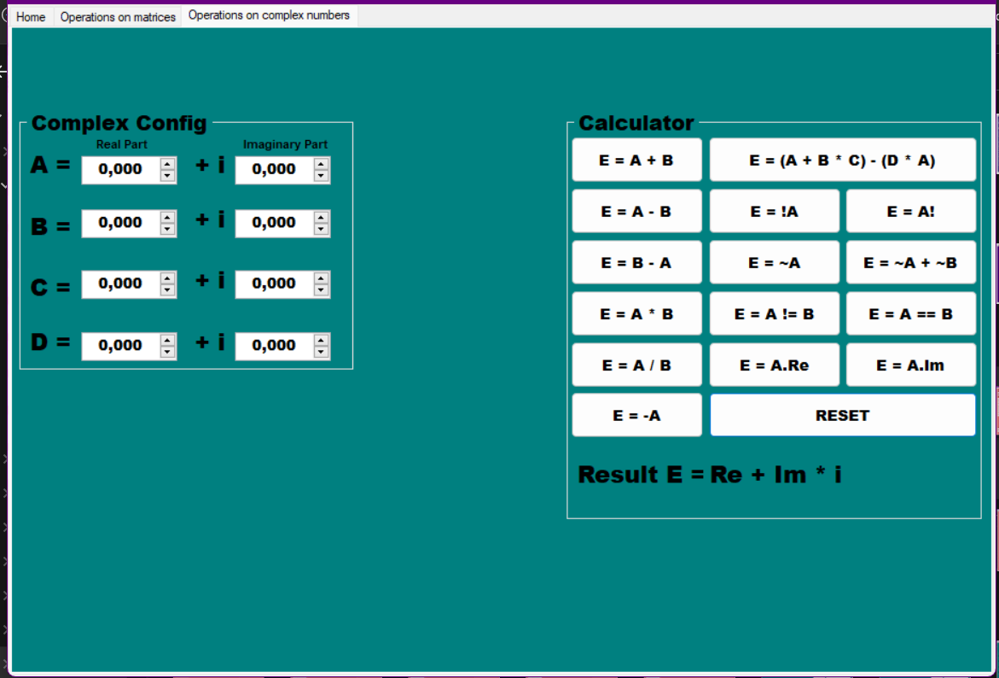 Home Operations on matrices Operations on complex numbers
Complex Config
Real Part Imaginary Part
A = 0,000 + i 0,000
B = 0,000 + i 0,000
C = 0,000 + i 0,000
D = 0,000 + i 0,000
Calculator
E = A + B E = (A + B * C) - (D * A)
E = A - B E = !A E = A!
E = B - A E = ~A E = ~A + ~B
E = A * B E = A != B E = A == B
E = A / B E = A.Re E = A.Im
E = -A RESET
Result E = Re + Im * i